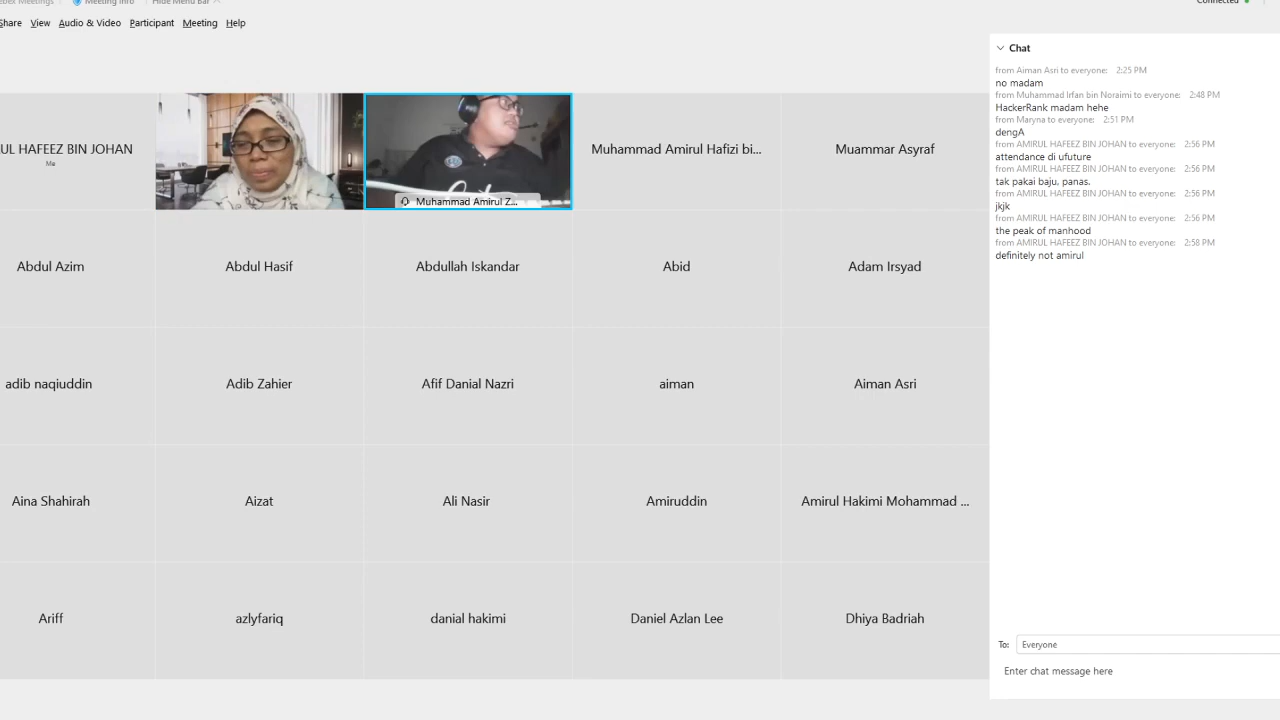 Webex Meetings Meeting Info Hide Menu Bar
Connected
Share View Audio & Video Participant Meeting Help
Chat
from Aiman Asri to everyone: 2:25 PM
no madam
from Muhammad Irfan bin Noraimi to everyone: 2:48 PM
HackerRank madam hehe
from Maryna to everyone: 2:51 PM
dengA
from AMIRUL HAFEEZ BIN JOHAN to everyone: 2:56 PM
attendance di ufuture
from AMIRUL HAFEEZ BIN JOHAN to everyone: 2:56 PM
tak pakai baju, panas.
from AMIRUL HAFEEZ BIN JOHAN to everyone: 2:56 PM
jkjk
from AMIRUL HAFEEZ BIN JOHAN to everyone: 2:56 PM
the peak of manhood
from AMIRUL HAFEEZ BIN JOHAN to everyone: 2:58 PM
definitely not amirul
UL HAFEEZ BIN JOHAN
Me
Muhammad Amirul Z...
Muhammad Amirul Hafizi bi...
Muammar Asyraf
Abdul Azim
Abdul Hasif
Abdullah Iskandar
Abid
Adam Irsyad
adib naqiuddin
Adib Zahier
Afif Danial Nazri
aiman
Aiman Asri
Aina Shahirah
Aizat
Ali Nasir
Amiruddin
Amirul Hakimi Mohammad ...
Ariff
azlyfariq
danial hakimi
Daniel Azlan Lee
Dhiya Badriah
To: Everyone
Enter chat message here